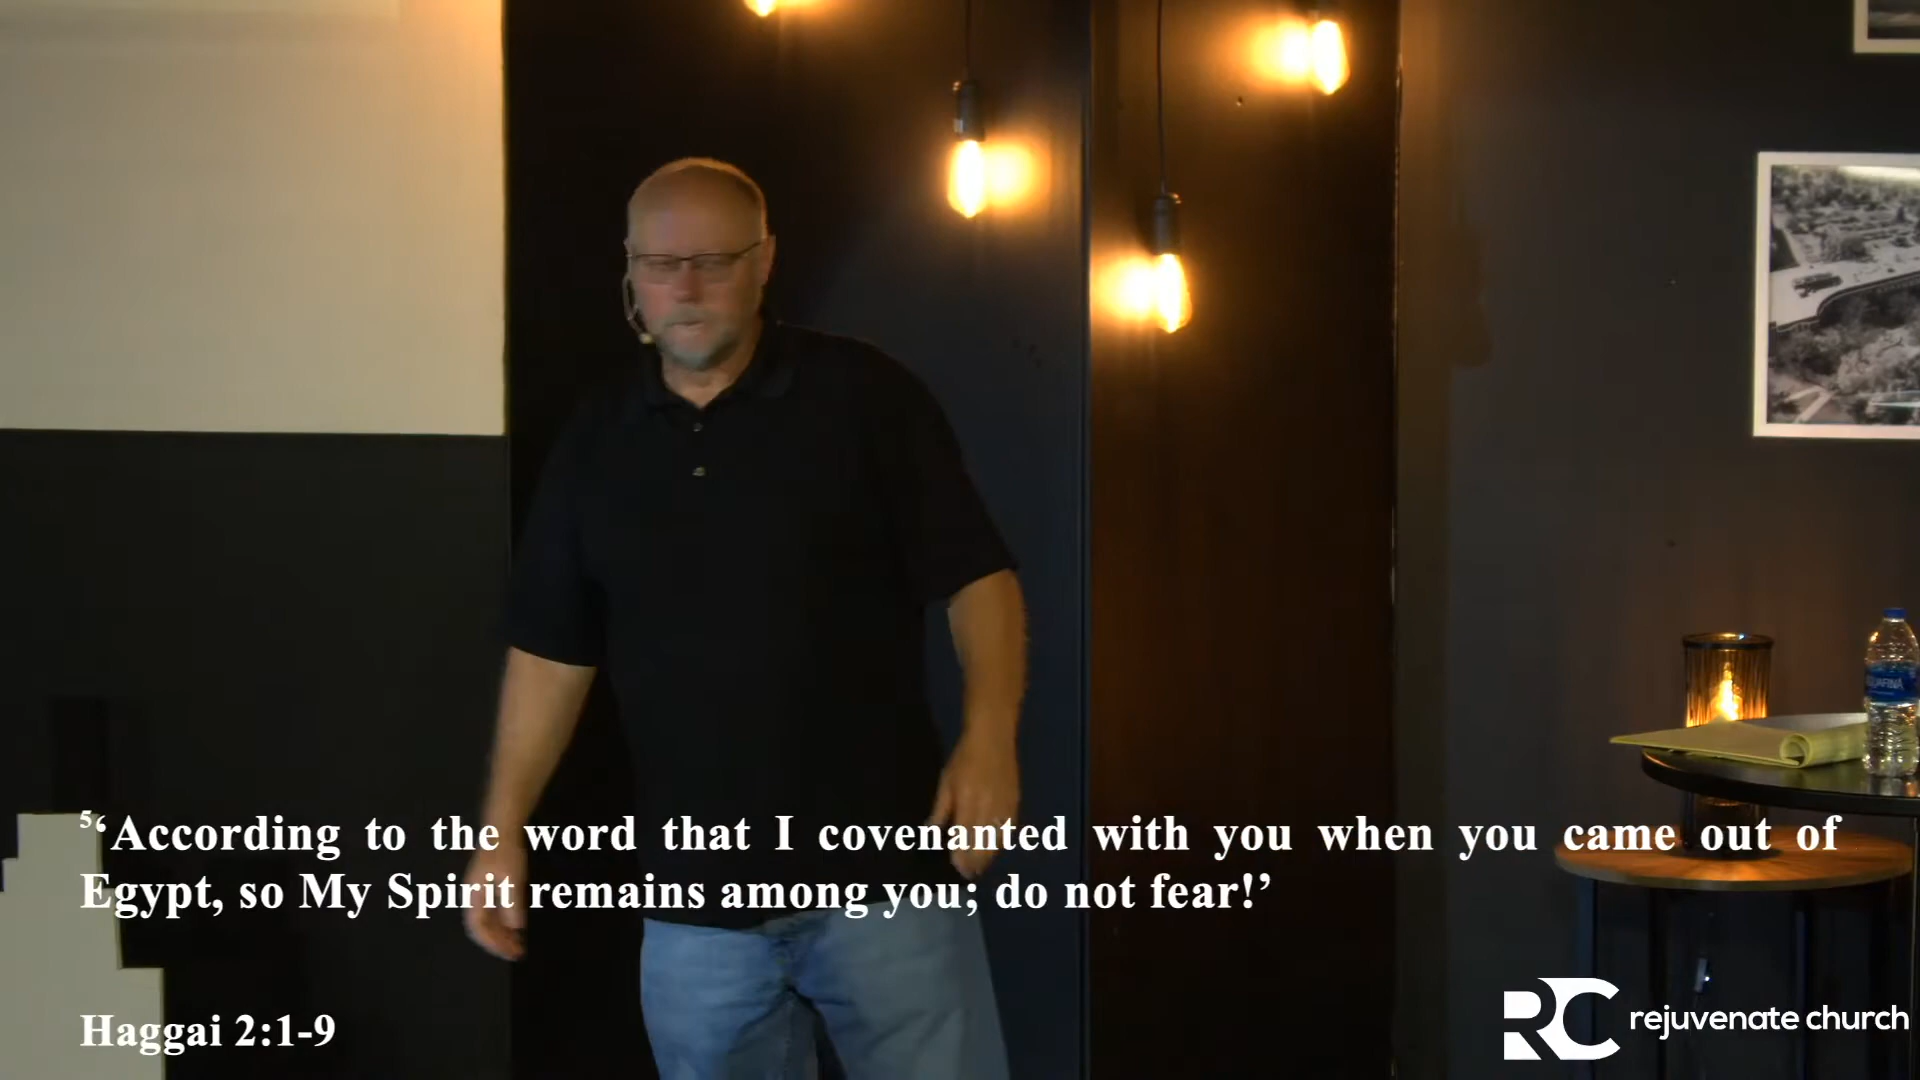 ⁵‘According to the word that I covenanted with you when you came out of
Egypt, so My Spirit remains among you; do not fear!’
Haggai 2:1-9
RC rejuvenate church
AQUAFINA